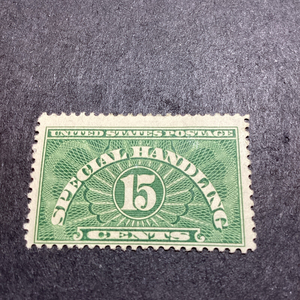 UNITED STATES POSTAGE
SPECIAL HANDLING
15
CENTS